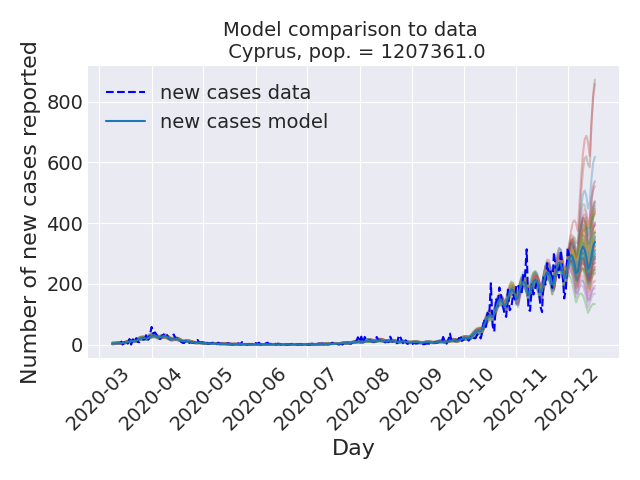 Model comparison to data
Cyprus, pop. = 1207361.0
Number of new cases reported
800
600
400
200
0
new cases data
new cases model
2020-03
2020-04
2020-05
2020-06
2020-07
2020-08
2020-09
2020-10
2020-11
2020-12
Day